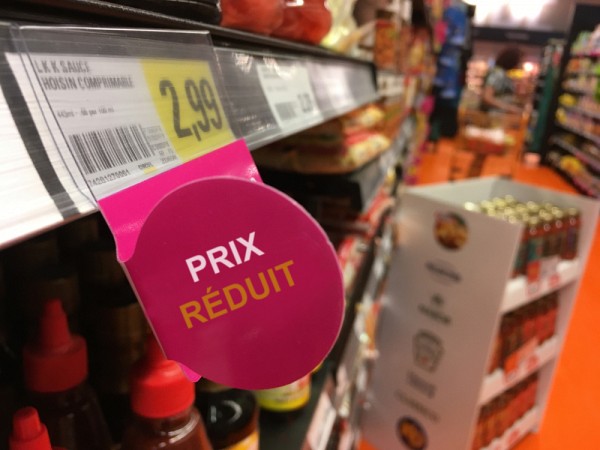 LK K SAUCE
HOISIN COMPRIMABLE
2,99
PRIX
RÉDUIT